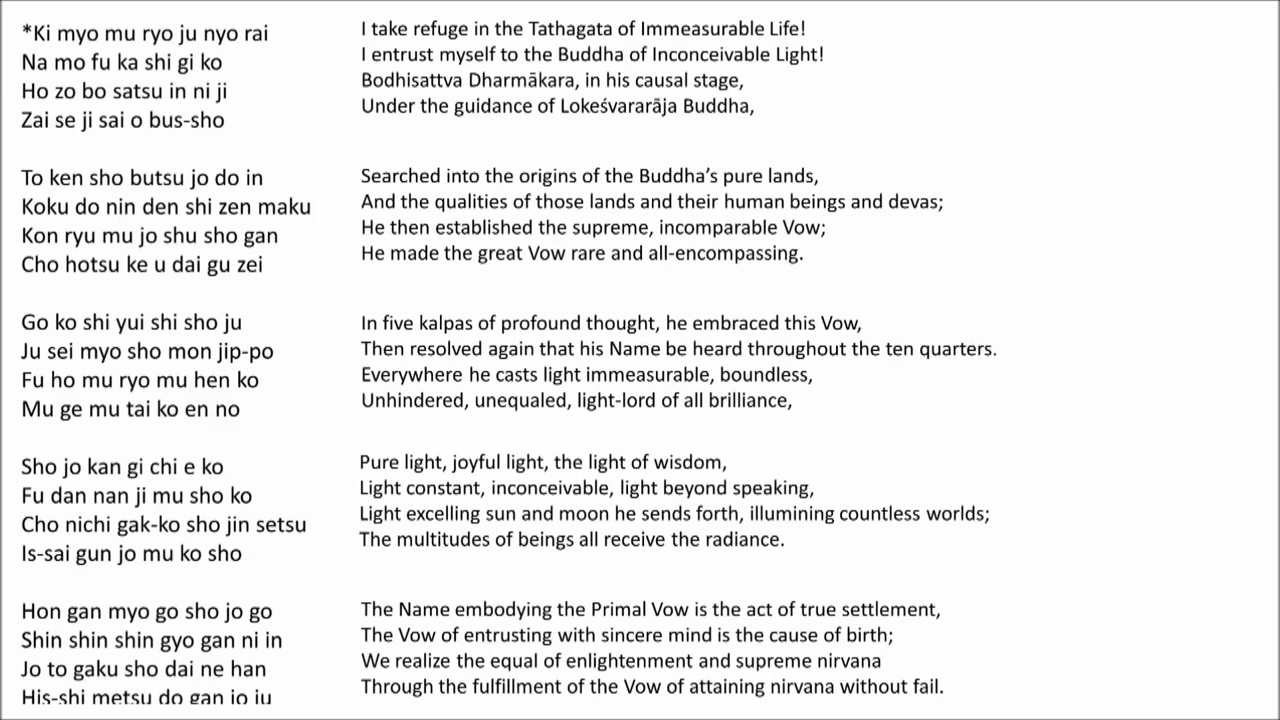 *Ki myo mu ryo ju nyo rai
Na mo fu ka shi gi ko
Ho zo bo satsu in ni ji
Zai se ji sai o bus-sho
To ken sho butsu jo do in
Koku do nin den shi zen maku
Kon ryu mu jo shu sho gan
Cho hotsu ke u dai gu zei
Go ko shi yui shi sho ju
Ju sei myo sho mon jip-po
Fu ho mu ryo mu hen ko
Mu ge mu tai ko en no
Sho jo kan gi chi e ko
Fu dan nan ji mu sho ko
Cho nichi gak-ko sho jin setsu
Is-sai gun jo mu ko sho
Hon gan myo go sho jo go
Shin shin shin gyo gan ni in
Jo to gaku sho dai ne han
His-shi metsu do gan jo ju
I take refuge in the Tathagata of Immeasurable Life!
I entrust myself to the Buddha of Inconceivable Light!
Bodhisattva Dharmākara, in his causal stage,
Under the guidance of Lokeśvararāja Buddha,
Searched into the origins of the Buddha’s pure lands,
And the qualities of those lands and their human beings and devas;
He then established the supreme, incomparable Vow;
He made the great Vow rare and all-encompassing.
In five kalpas of profound thought, he embraced this Vow,
Then resolved again that his Name be heard throughout the ten quarters.
Everywhere he casts light immeasurable, boundless,
Unhindered, unequaled, light-lord of all brilliance,
Pure light, joyful light, the light of wisdom,
Light constant, inconceivable, light beyond speaking,
Light excelling sun and moon he sends forth, illumining countless worlds;
The multitudes of beings all receive the radiance.
The Name embodying the Primal Vow is the act of true settlement,
The Vow of entrusting with sincere mind is the cause of birth;
We realize the equal of enlightenment and supreme nirvana
Through the fulfillment of the Vow of attaining nirvana without fail.